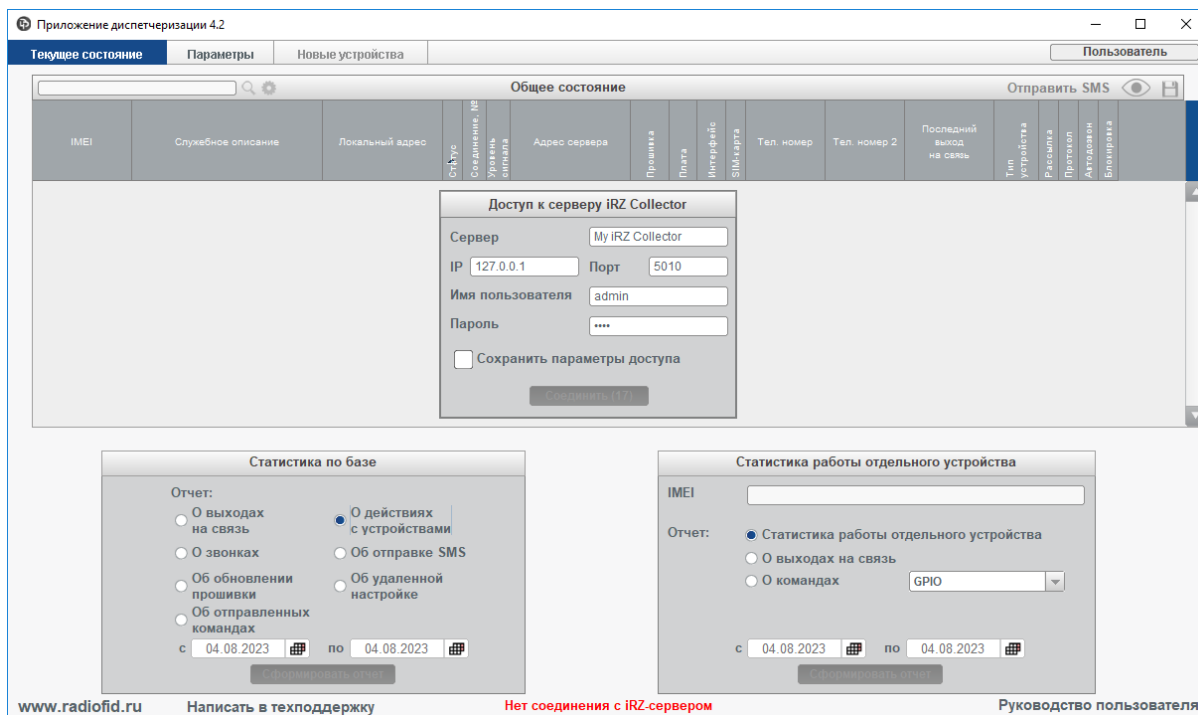 Приложение диспетчеризации 4.2
Текущее состояние Параметры Новые устройства Пользователь
Общее состояние Отправить SMS
IMEI Служебное описание Локальный адрес Статус Соединение, № Уровень сигнала Адрес сервера Прошивка Плата Интерфейс SIM-карта Тел. номер Тел. номер 2 Последний выход на связь Тип устройства Рассылка Протокол Автодозвон Блокировка
Доступ к серверу iRZ Collector
Сервер My iRZ Collector
IP 127.0.0.1 Порт 5010
Имя пользователя admin
Пароль ••••
Сохранить параметры доступа
Соединить (17)
Статистика по базе
Отчет:
О выходах на связь
О действиях с устройствами
О звонках
Об отправке SMS
Об обновлении прошивки
Об удаленной настройке
Об отправленных командах
с 04.08.2023 по 04.08.2023
Сформировать отчет
Статистика работы отдельного устройства
IMEI
Отчет: Статистика работы отдельного устройства
О выходах на связь
О командах GPIO
с 04.08.2023 по 04.08.2023
Сформировать отчет
www.radiofid.ru Написать в техподдержку Нет соединения с iRZ-сервером Руководство пользователя